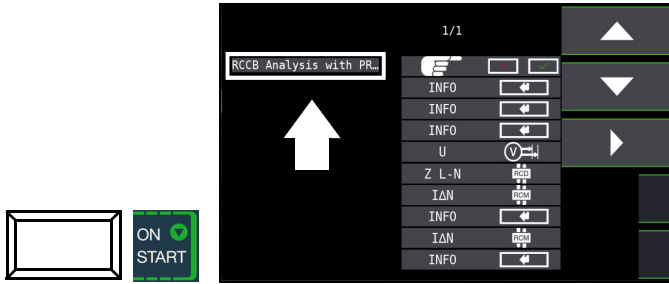 1/1
RCCB Analysis with PR…
INFO
INFO
INFO
U V
Z L-N RCD
IΔN RCM
INFO
IΔN RCM
INFO
ON
START